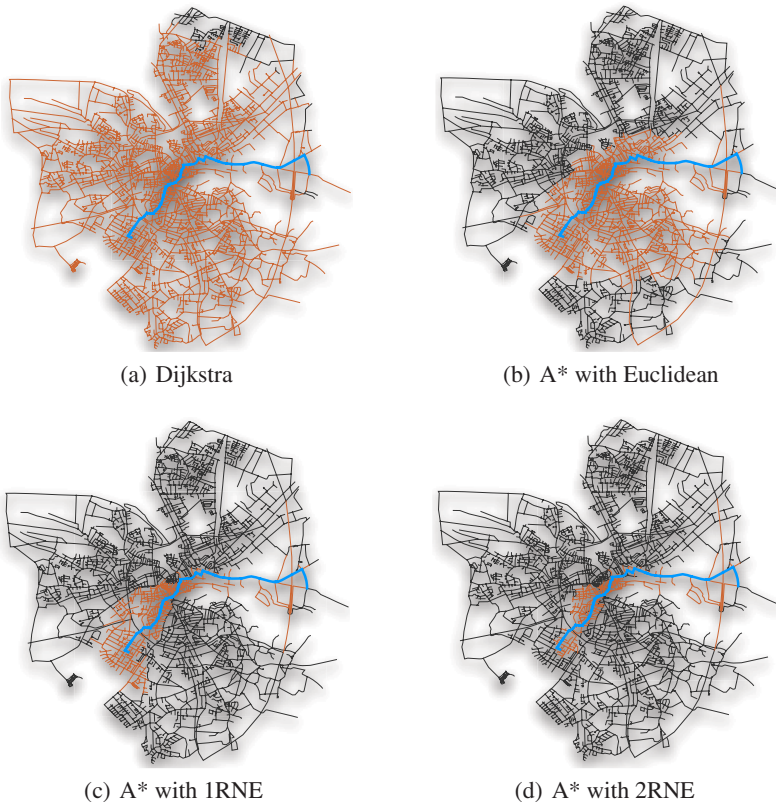 (a) Dijkstra
(b) A* with Euclidean
(c) A* with 1RNE
(d) A* with 2RNE